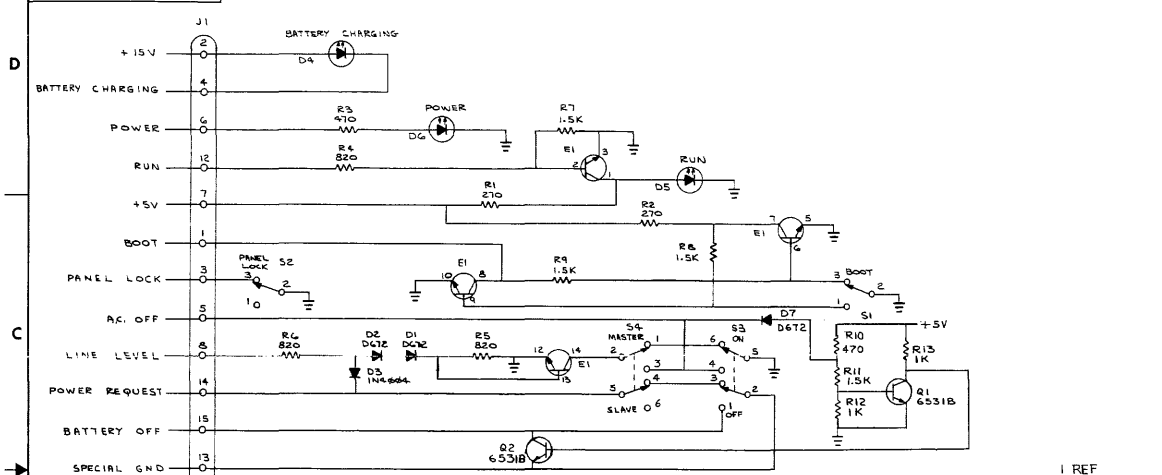 J1
BATTERY CHARGING
+15V 2 D4
D
BATTERY CHARGING 4
POWER 6 R3 470 D6 POWER
R7 1.5K
RUN 12 R4 820 2 E1 3 1
RUN D5
+5V 7 R1 270
R2 270
7 E1 5 6
BOOT 1
R8 1.5K
PANEL LOCK 3
PANEL LOCK S2 3 2 1
10 E1 8 9
R9 1.5K
3 BOOT 2 1 S1
A.C. OFF 5
D7 D672
+5V
C
LINE LEVEL 8 R6 820
D2 D672 D1 D672 R5 820
D3 1N4004
12 14 E1 13
S4 MASTER 2 1 3
S3 6 ON 5 4
R10 470
R13 1K
R11 1.5K
R12 1K
Q1 6531B
POWER REQUEST 14
5 4 3 2
SLAVE 6 1 OFF
BATTERY OFF 15
Q2 6531B
SPECIAL GND 13
1 REF